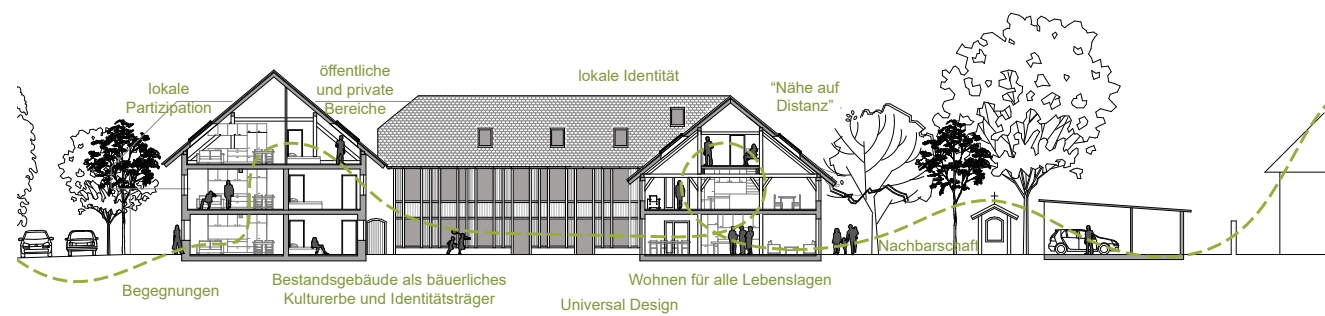 lokale
Partizipation
öffentliche
und private
Bereiche
lokale Identität
“Nähe auf
Distanz”
Nachbarschaft
Begegnungen
Bestandsgebäude als bäuerliches
Kulturerbe und Identitätsträger
Universal Design
Wohnen für alle Lebenslagen